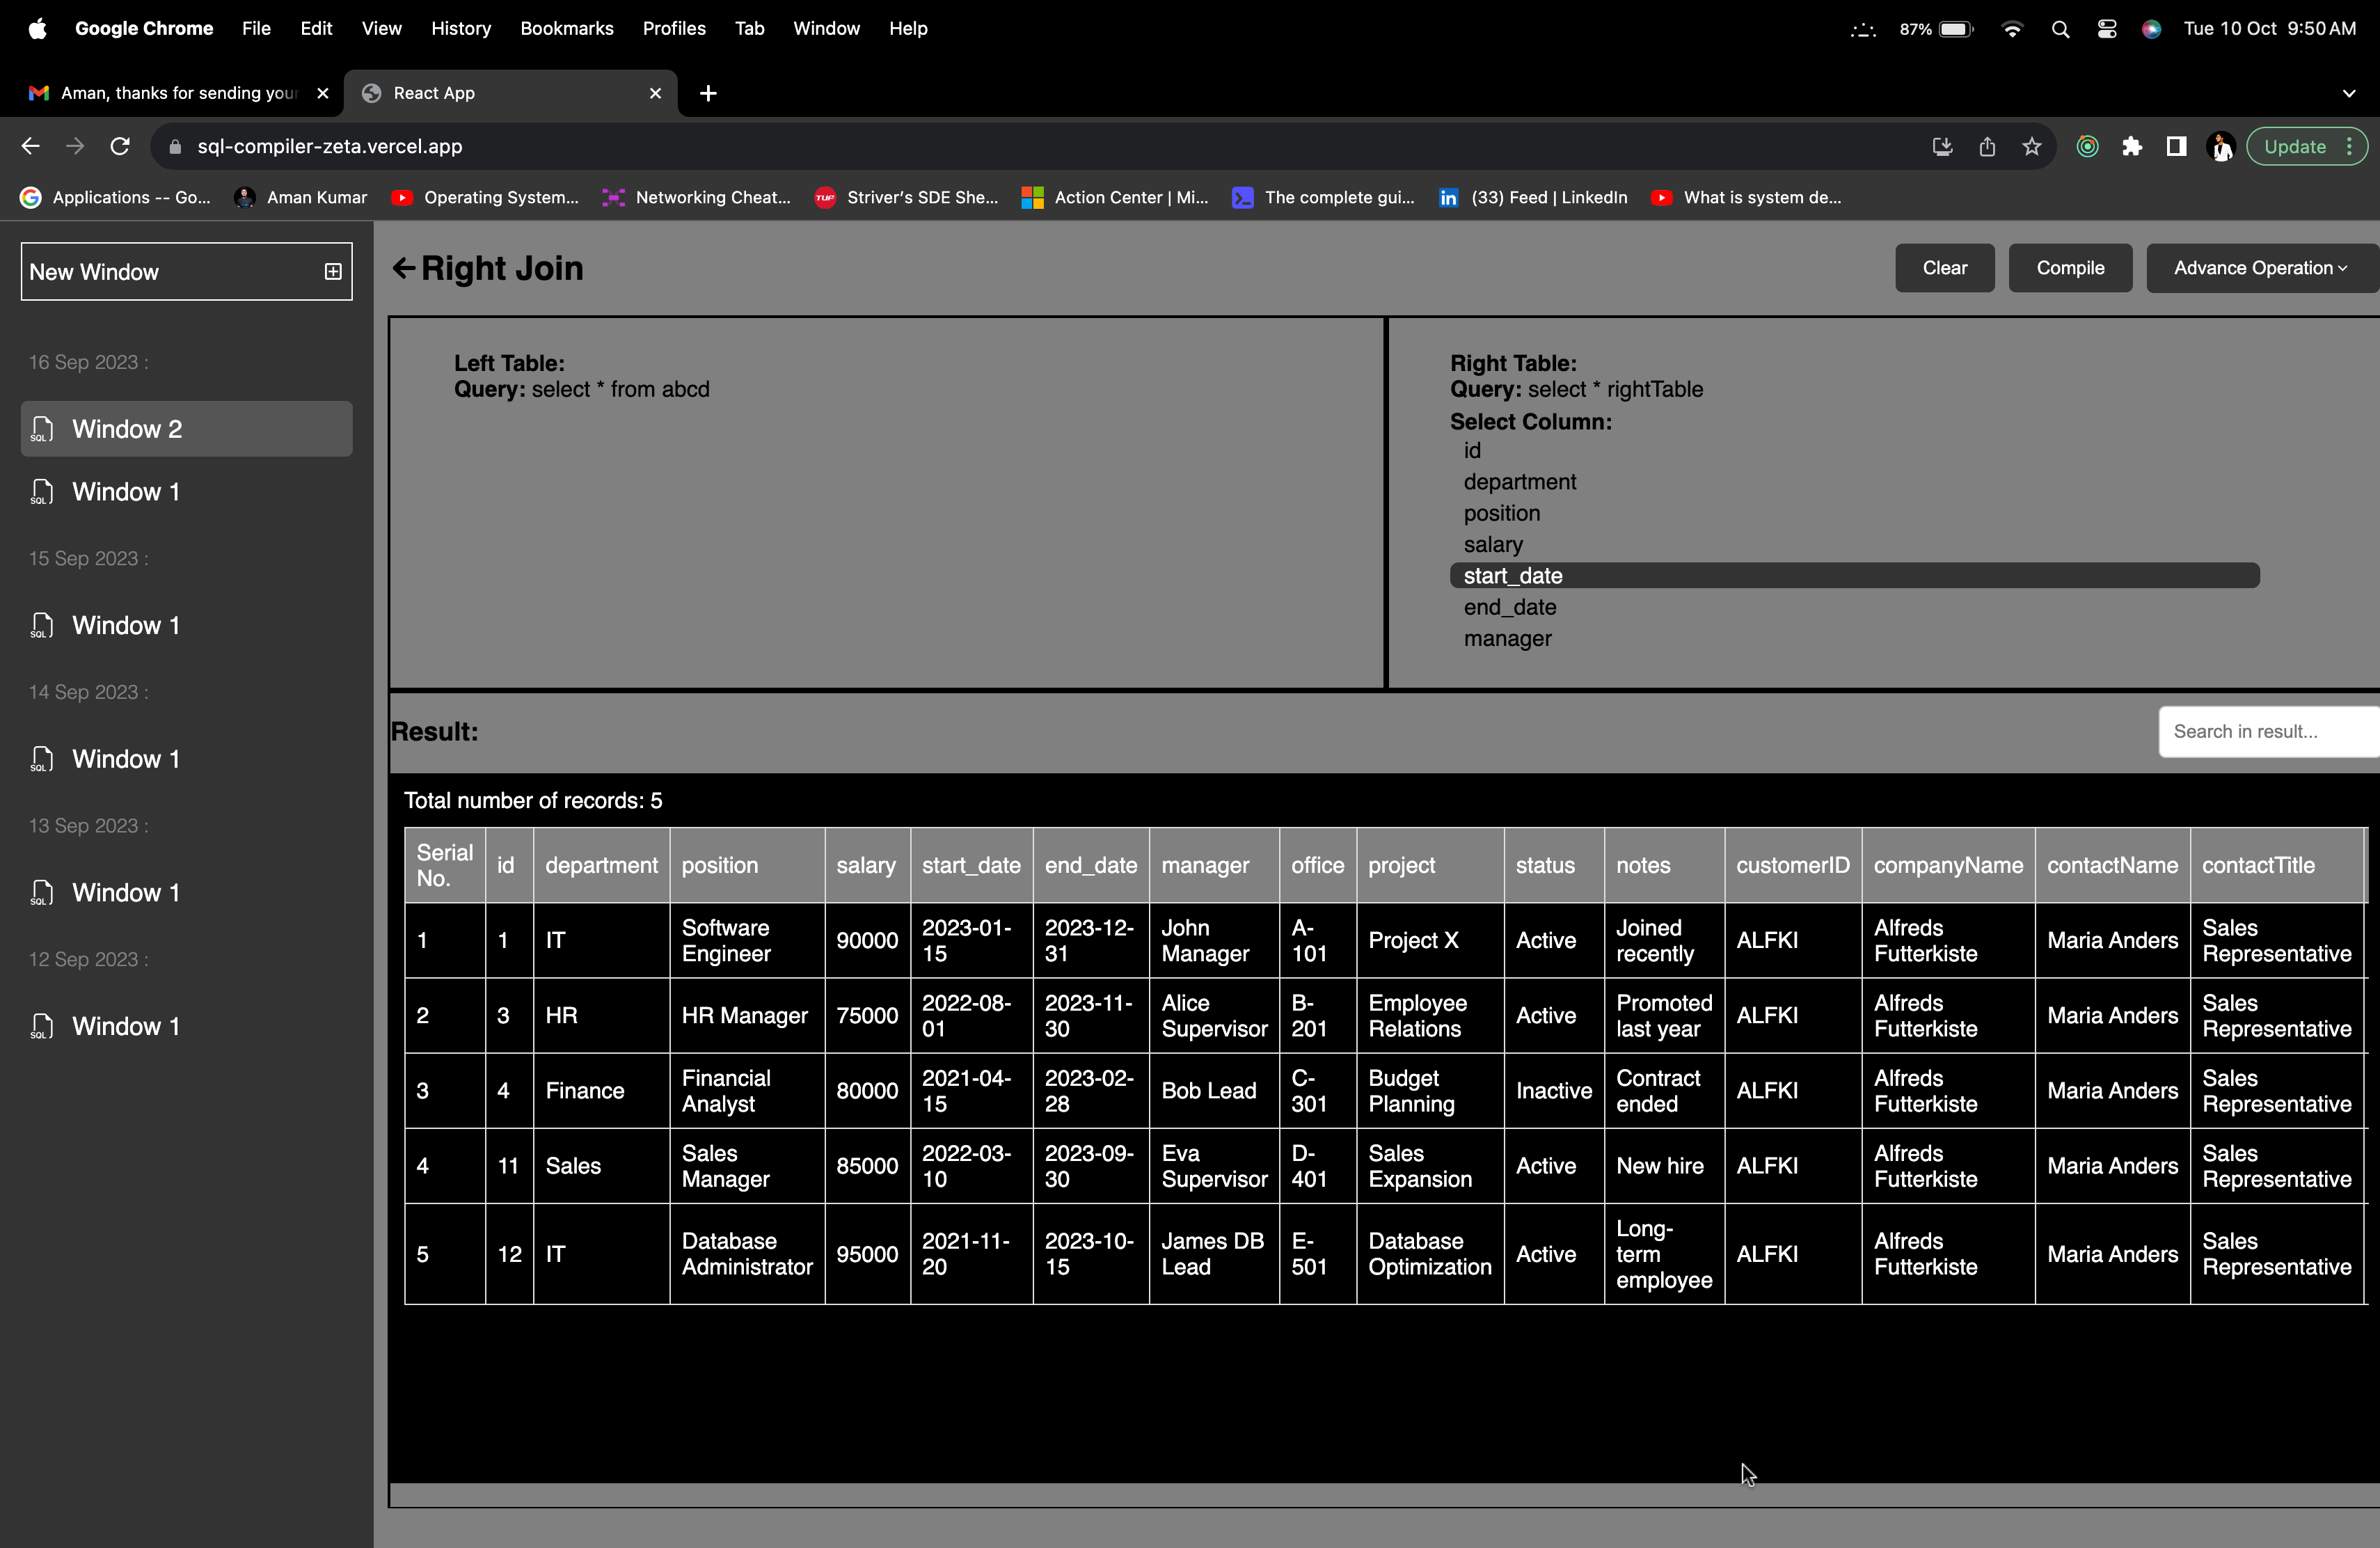 Google Chrome File Edit View History Bookmarks Profiles Tab Window Help 87% Tue 10 Oct 9:50 AM
Aman, thanks for sending your React App
sql-compiler-zeta.vercel.app Update
Applications -- Go... Aman Kumar Operating System... Networking Cheat... TUF Striver's SDE She... Action Center | Mi... The complete gui... in (33) Feed | LinkedIn What is system de...
New Window
16 Sep 2023 :
SQL Window 2
SQL Window 1
15 Sep 2023 :
SQL Window 1
14 Sep 2023 :
SQL Window 1
13 Sep 2023 :
SQL Window 1
12 Sep 2023 :
SQL Window 1
Right Join Clear Compile Advance Operation
Left Table:
Query: select * from abcd
Right Table:
Query: select * rightTable
Select Column:
id
department
position
salary
start_date
end_date
manager
Result: Search in result...
Total number of records: 5
Serial No. id department position salary start_date end_date manager office project status notes customerID companyName contactName contactTitle
1 1 IT Software Engineer 90000 2023-01-15 2023-12-31 John Manager A-101 Project X Active Joined recently ALFKI Alfreds Futterkiste Maria Anders Sales Representative
2 3 HR HR Manager 75000 2022-08-01 2023-11-30 Alice Supervisor B-201 Employee Relations Active Promoted last year ALFKI Alfreds Futterkiste Maria Anders Sales Representative
3 4 Finance Financial Analyst 80000 2021-04-15 2023-02-28 Bob Lead C-301 Budget Planning Inactive Contract ended ALFKI Alfreds Futterkiste Maria Anders Sales Representative
4 11 Sales Sales Manager 85000 2022-03-10 2023-09-30 Eva Supervisor D-401 Sales Expansion Active New hire ALFKI Alfreds Futterkiste Maria Anders Sales Representative
5 12 IT Database Administrator 95000 2021-11-20 2023-10-15 James DB Lead E-501 Database Optimization Active Long-term employee ALFKI Alfreds Futterkiste Maria Anders Sales Representative